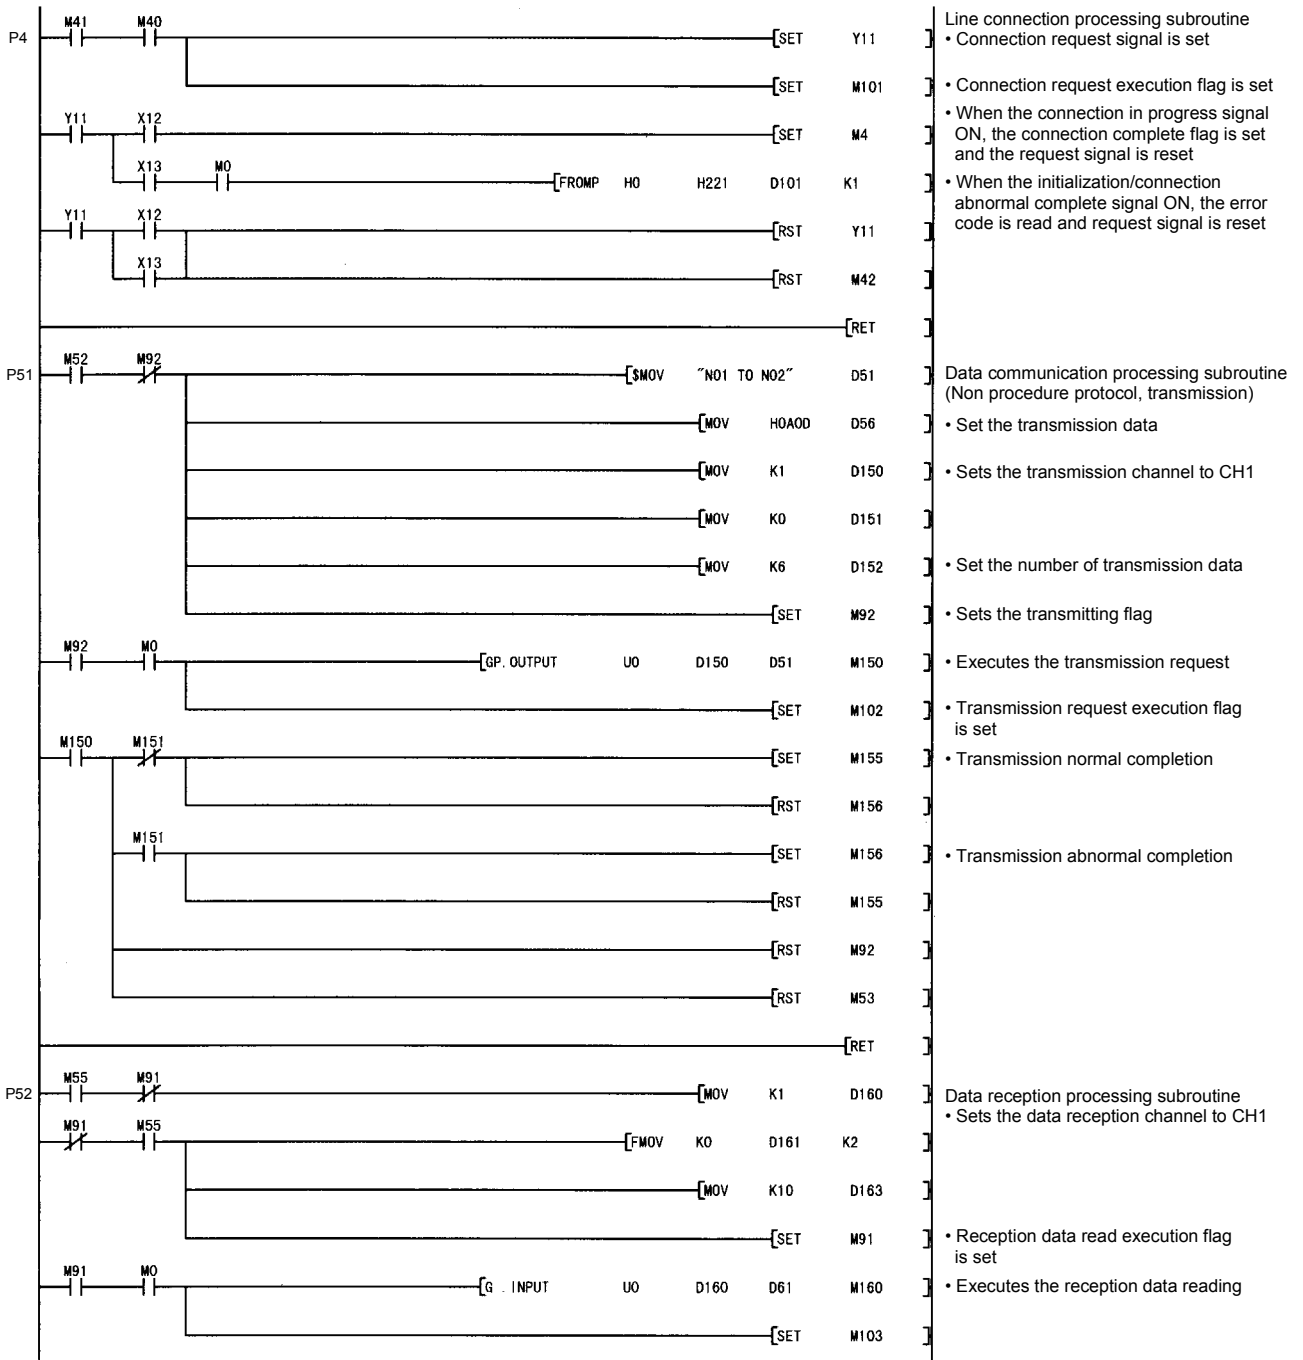 M41 M40 Line connection processing subroutine
P4 [SET Y11 ] • Connection request signal is set
[SET M101 ] • Connection request execution flag is set
Y11 X12 [SET M4 ] • When the connection in progress signal
ON, the connection complete flag is set
and the request signal is reset
X13 M0 [FROMP H0 H221 D101 K1 ] • When the initialization/connection
abnormal complete signal ON, the error
code is read and request signal is reset
Y11 X12 [RST Y11 ]
X13 [RST M42 ]
[RET ]
P51 M52 M92 [$MOV "NO1 TO NO2" D51 ] Data communication processing subroutine
(Non procedure protocol, transmission)
[MOV H0A0D D56 ] • Set the transmission data
[MOV K1 D150 ] • Sets the transmission channel to CH1
[MOV K0 D151 ]
[MOV K6 D152 ] • Set the number of transmission data
[SET M92 ] • Sets the transmitting flag
M92 M0 [GP.OUTPUT U0 D150 D51 M150 ] • Executes the transmission request
[SET M102 ] • Transmission request execution flag
is set
M150 M151 [SET M155 ] • Transmission normal completion
[RST M156 ]
M151 [SET M156 ] • Transmission abnormal completion
[RST M155 ]
[RST M92 ]
[RST M53 ]
[RET ]
P52 M55 M91 [MOV K1 D160 ] Data reception processing subroutine
• Sets the data reception channel to CH1
M91 M55 [FMOV K0 D161 K2 ]
[MOV K10 D163 ]
[SET M91 ] • Reception data read execution flag
is set
M91 M0 [G . INPUT U0 D160 D61 M160 ] • Executes the reception data reading
[SET M103 ]